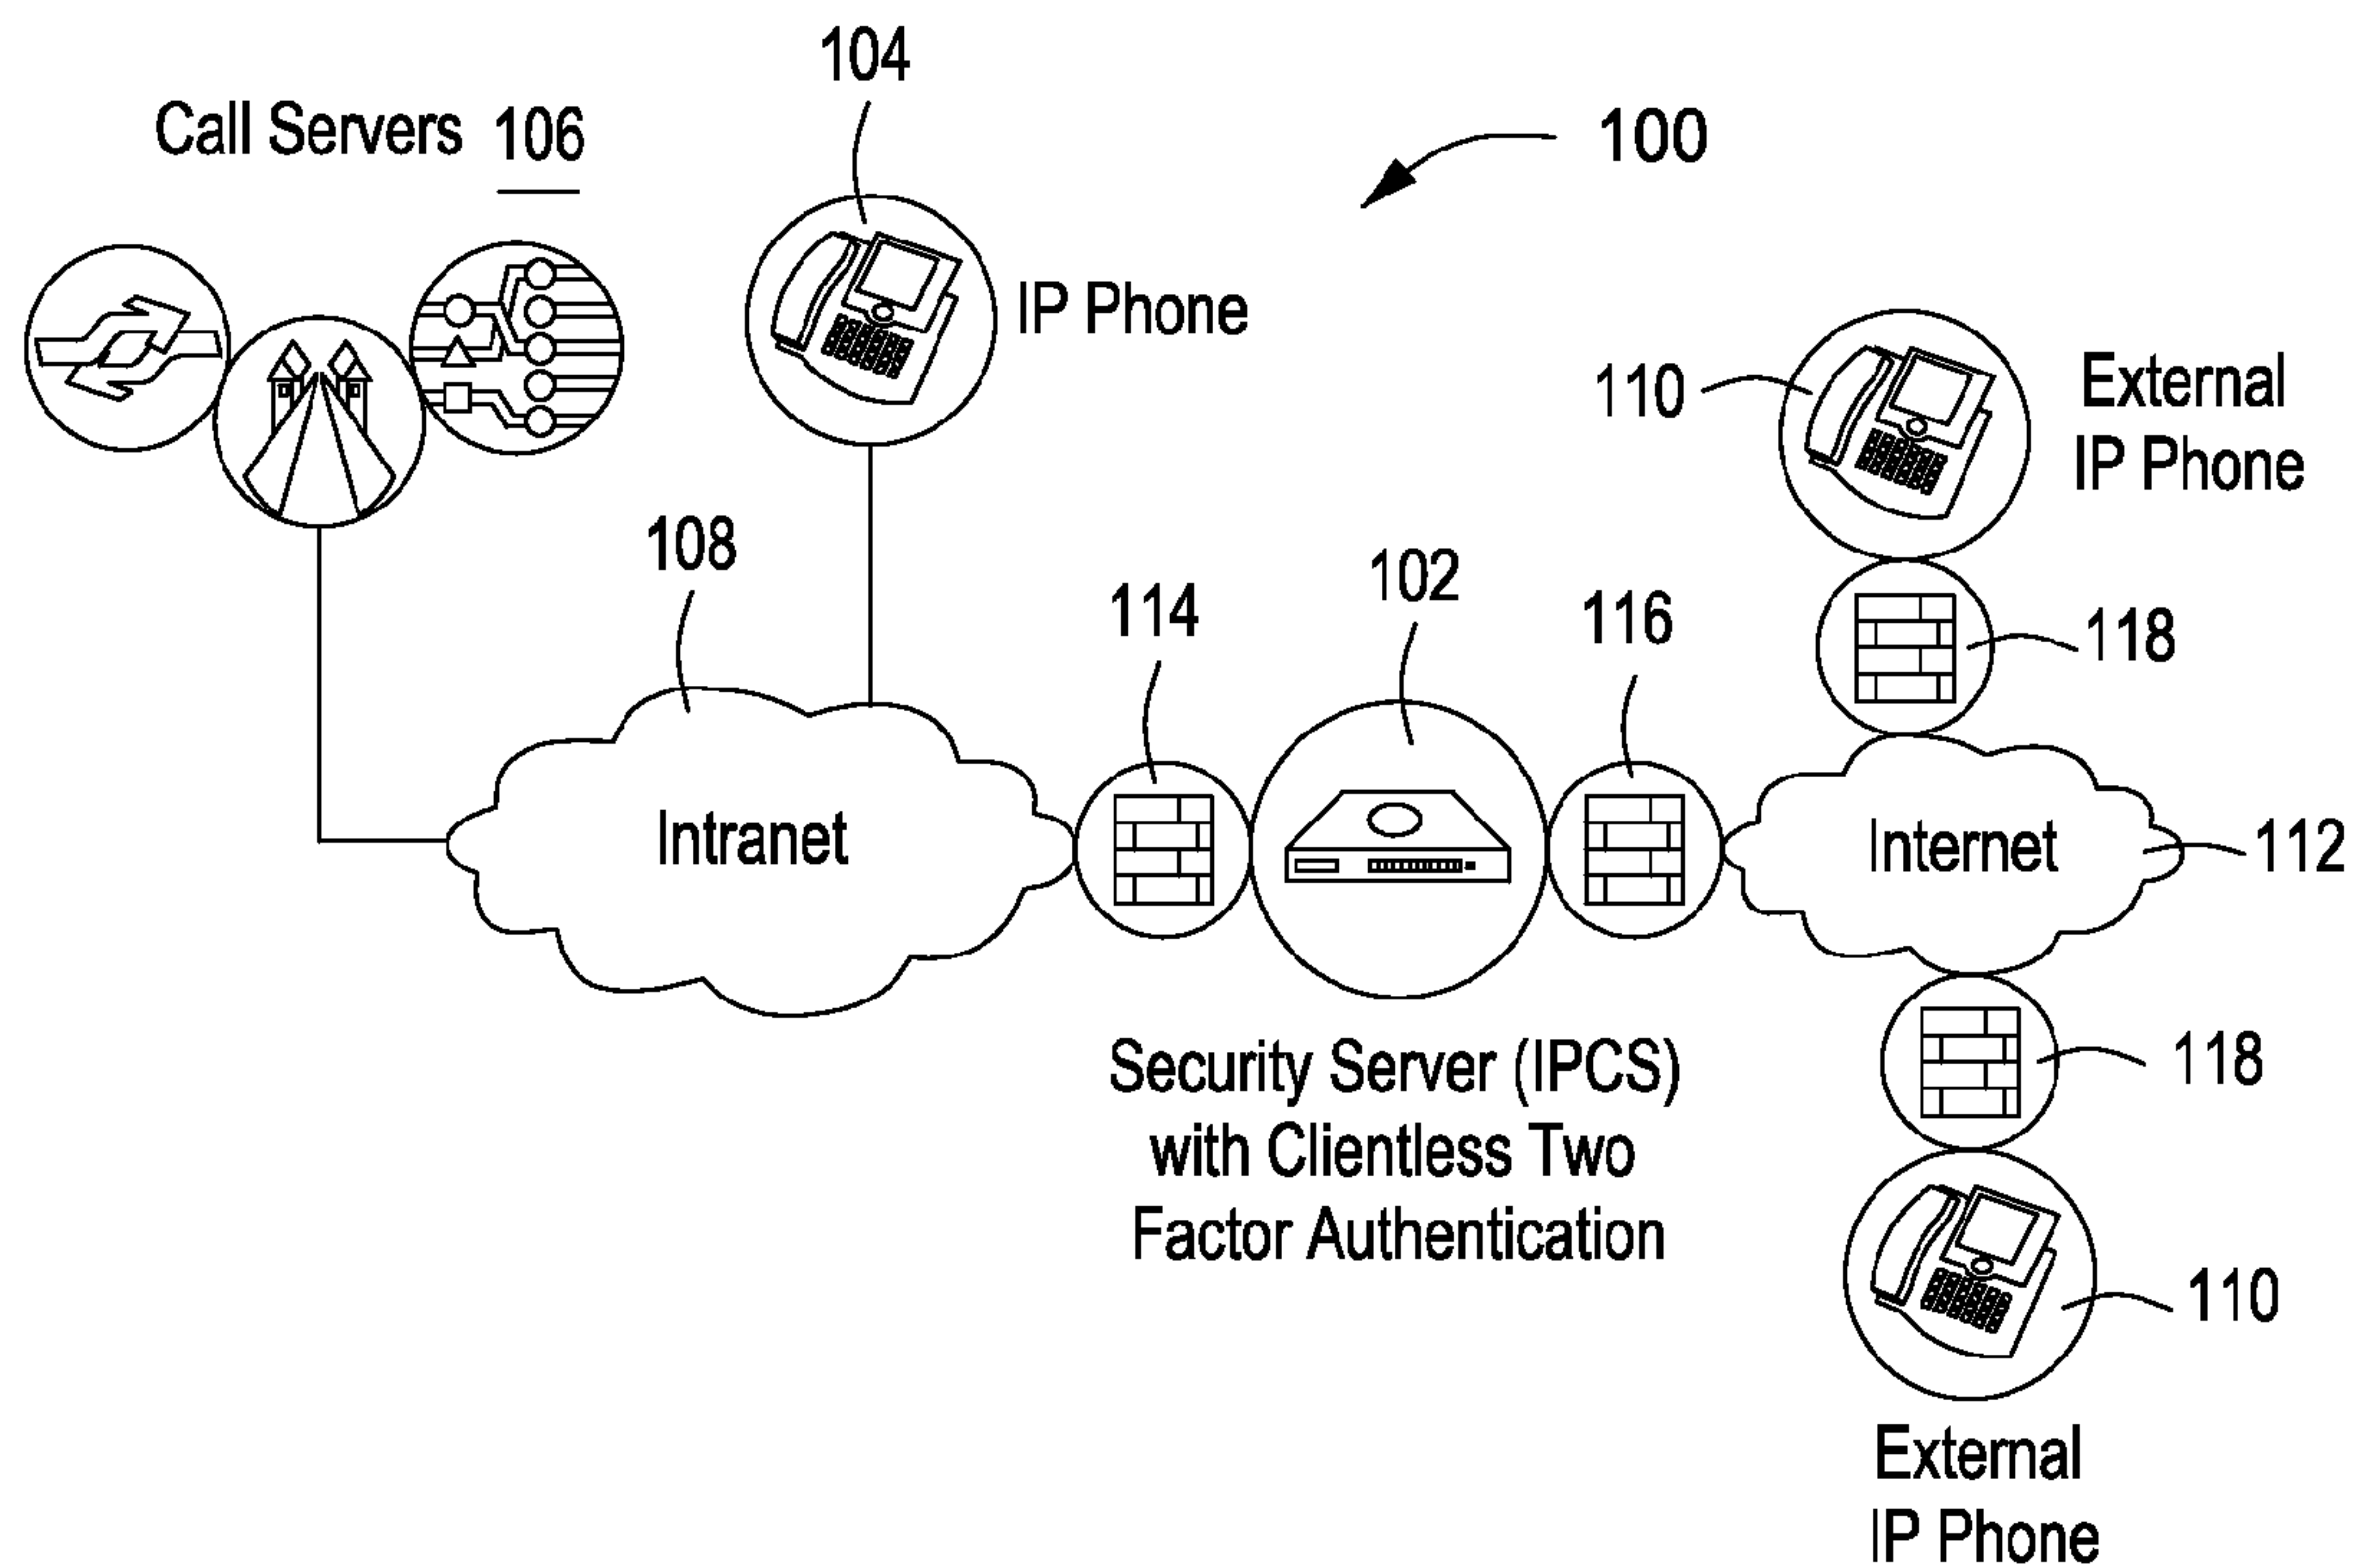 104
Call Servers 106
100
IP Phone
110
External
IP Phone
108
114
102
116
118
Intranet
Internet
112
Security Server (IPCS)
with Clientless Two
Factor Authentication
118
110
External
IP Phone